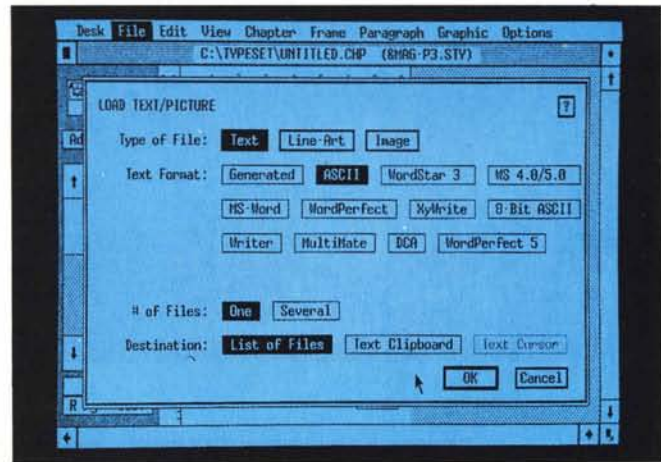 Desk File Edit View Chapter Frame Paragraph Graphic Options
C:\TYPESET\UNTITLED.CHP (&MAG-P3.STY)
LOAD TEXT/PICTURE ?
Ad
Type of File: Text Line-Art Image
Text Format: Generated ASCII WordStar 3 WS 4.0/5.0
MS-Word WordPerfect XyWrite 8-Bit ASCII
Writer MultiMate DCA WordPerfect 5
# of Files: One Several
Destination: List of Files Text Clipboard Text Cursor
OK Cancel
R